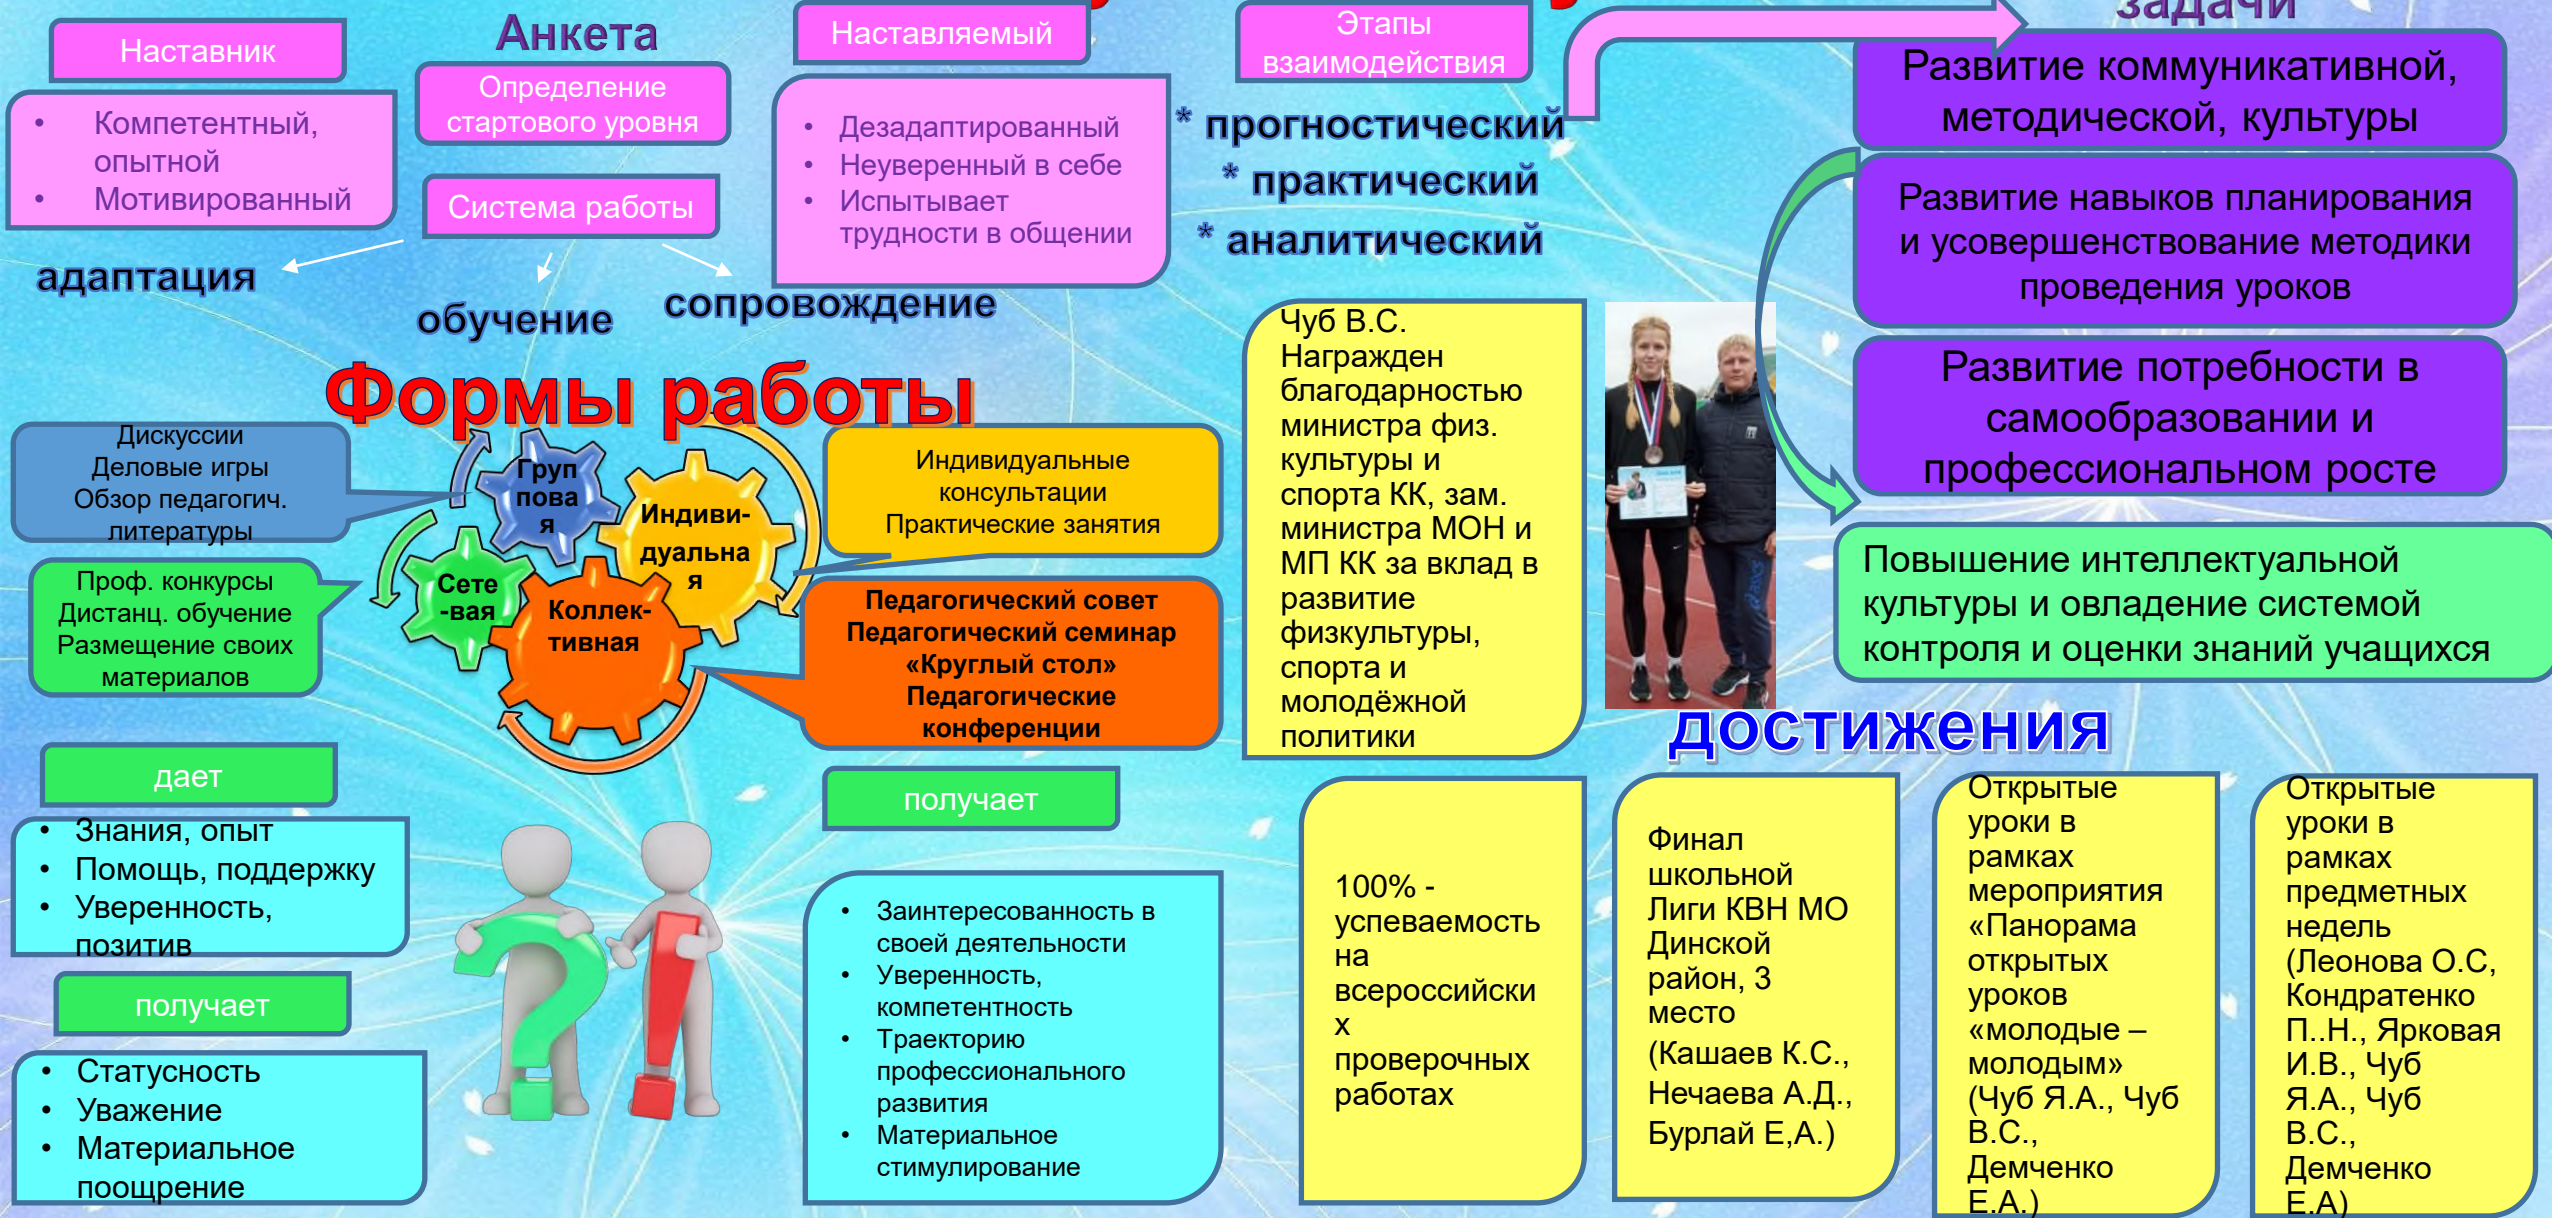 Наставник
Компетентный,
опытной
Мотивированный
Анкета
Определение
стартового уровня
Система работы
адаптация
обучение
сопровождение
Наставляемый
Дезадаптированный
Неуверенный в себе
Испытывает
трудности в общении
Этапы
взаимодействия
* прогностический
* практический
* аналитический
задачи
Развитие коммуникативной,
методической, культуры
Развитие навыков планирования
и усовершенствование методики
проведения уроков
Развитие потребности в
самообразовании и
профессиональном росте
Повышение интеллектуальной
культуры и овладение системой
контроля и оценки знаний учащихся
Формы работы
Дискуссии
Деловые игры
Обзор педагогич.
литературы
Проф. конкурсы
Дистанц. обучение
Размещение своих
материалов
Груп
пова
я
Индиви-
дуальна
я
Сете
-вая
Коллек-
тивная
Индивидуальные
консультации
Практические занятия
Педагогический совет
Педагогический семинар
«Круглый стол»
Педагогические
конференции
Чуб В.С.
Награжден
благодарностью
министра физ.
культуры и
спорта КК, зам.
министра МОН и
МП КК за вклад в
развитие
физкультуры,
спорта и
молодёжной
политики
дает
Знания, опыт
Помощь, поддержку
Уверенность,
позитив
получает
Статусность
Уважение
Материальное
поощрение
получает
Заинтересованность в
своей деятельности
Уверенность,
компетентность
Траекторию
профессионального
развития
Материальное
стимулирование
достижения
100% -
успеваемость
на
всероссийски
х
проверочных
работах
Финал
школьной
Лиги КВН МО
Динской
район, 3
место
(Кашаев К.С.,
Нечаева А.Д.,
Бурлай Е,А.)
Открытые
уроки в
рамках
мероприятия
«Панорама
открытых
уроков
«молодые –
молодым»
(Чуб Я.А., Чуб
В.С.,
Демченко
Е.А.)
Открытые
уроки в
рамках
предметных
недель
(Леонова О.С,
Кондратенко
П..Н., Ярковая
И.В., Чуб
Я.А., Чуб
В.С.,
Демченко
Е.А)